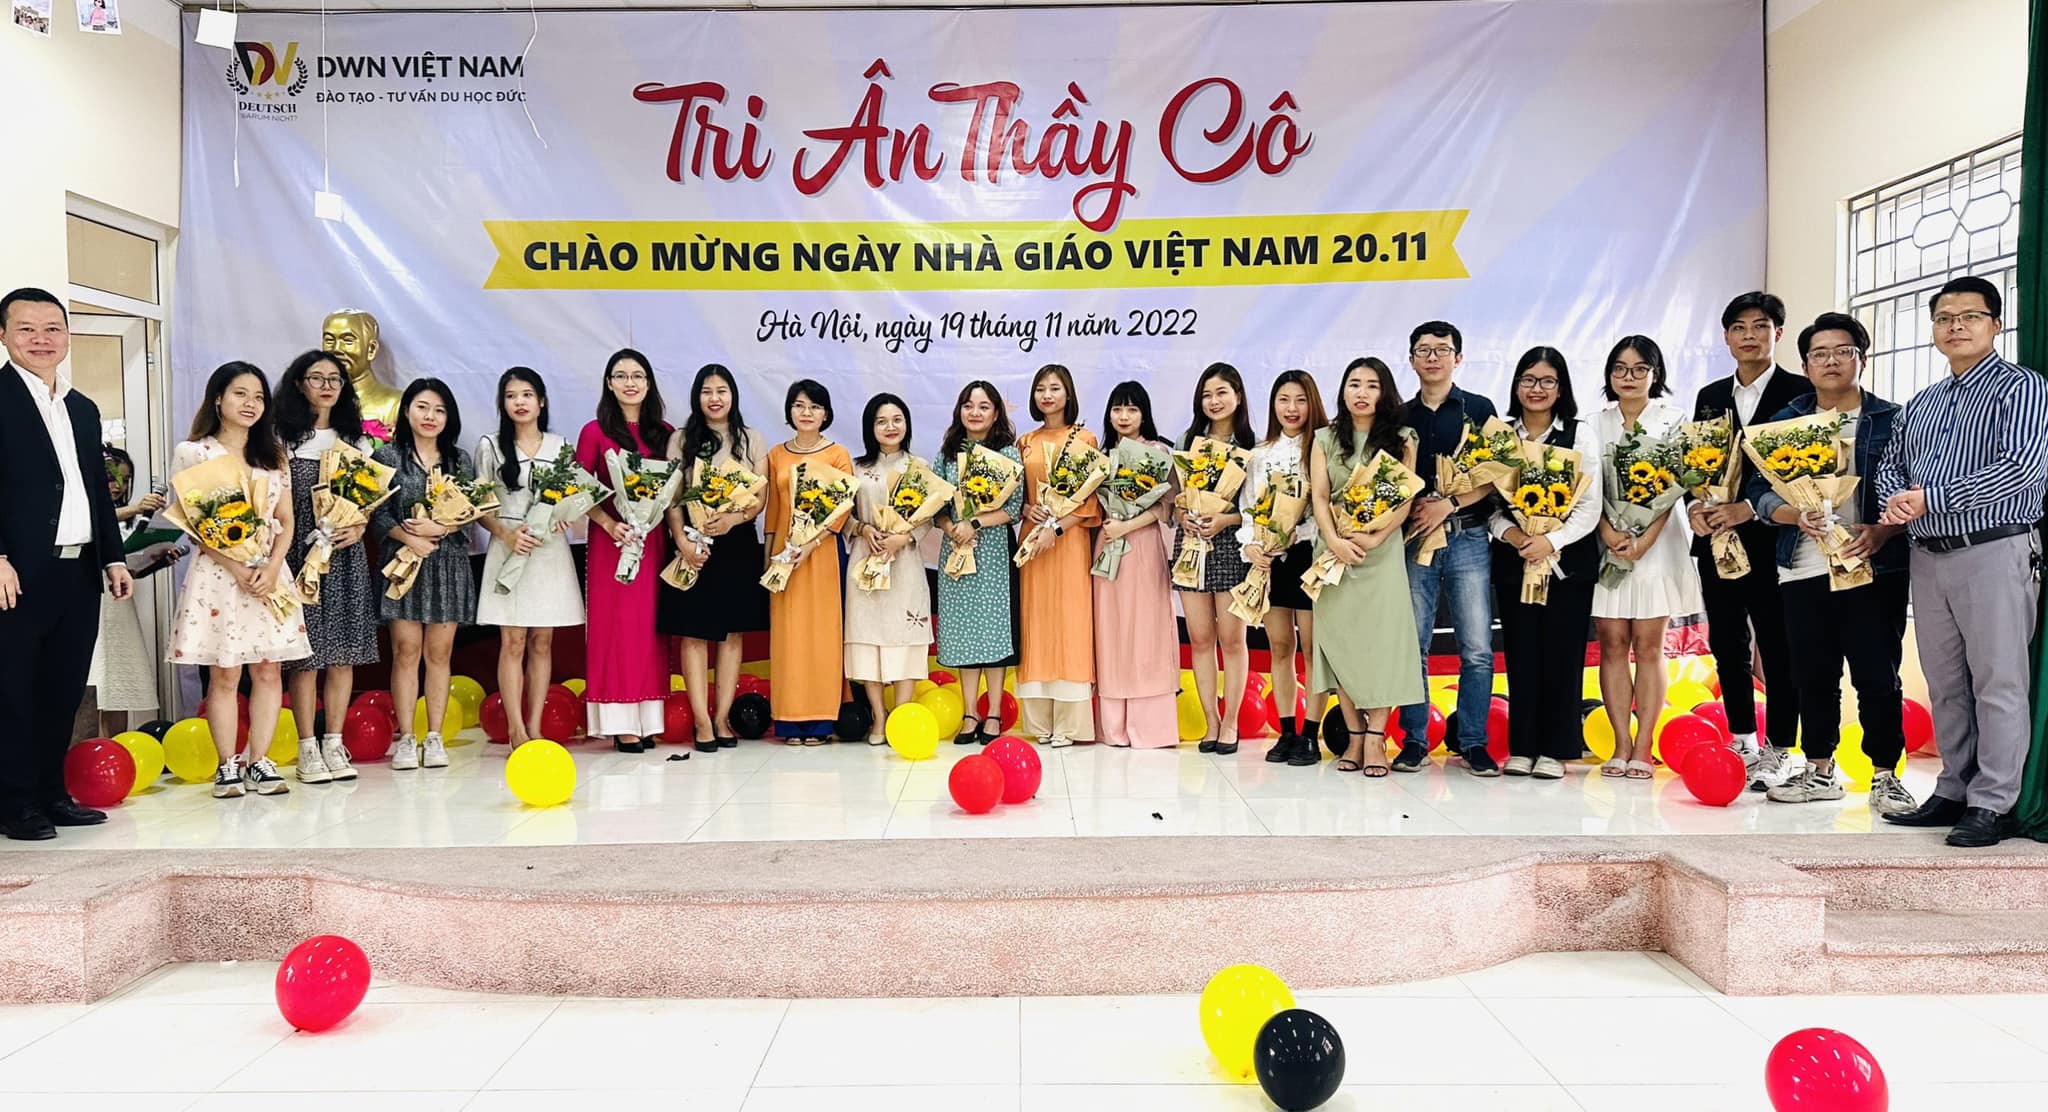 DV
DEUTSCH
WARUM NICHT?
DWN VIỆT NAM
ĐÀO TẠO - TƯ VẤN DU HỌC ĐỨC
Tri Ân Thầy Cô
CHÀO MỪNG NGÀY NHÀ GIÁO VIỆT NAM 20.11
Hà Nội, ngày 19 tháng 11 năm 2022